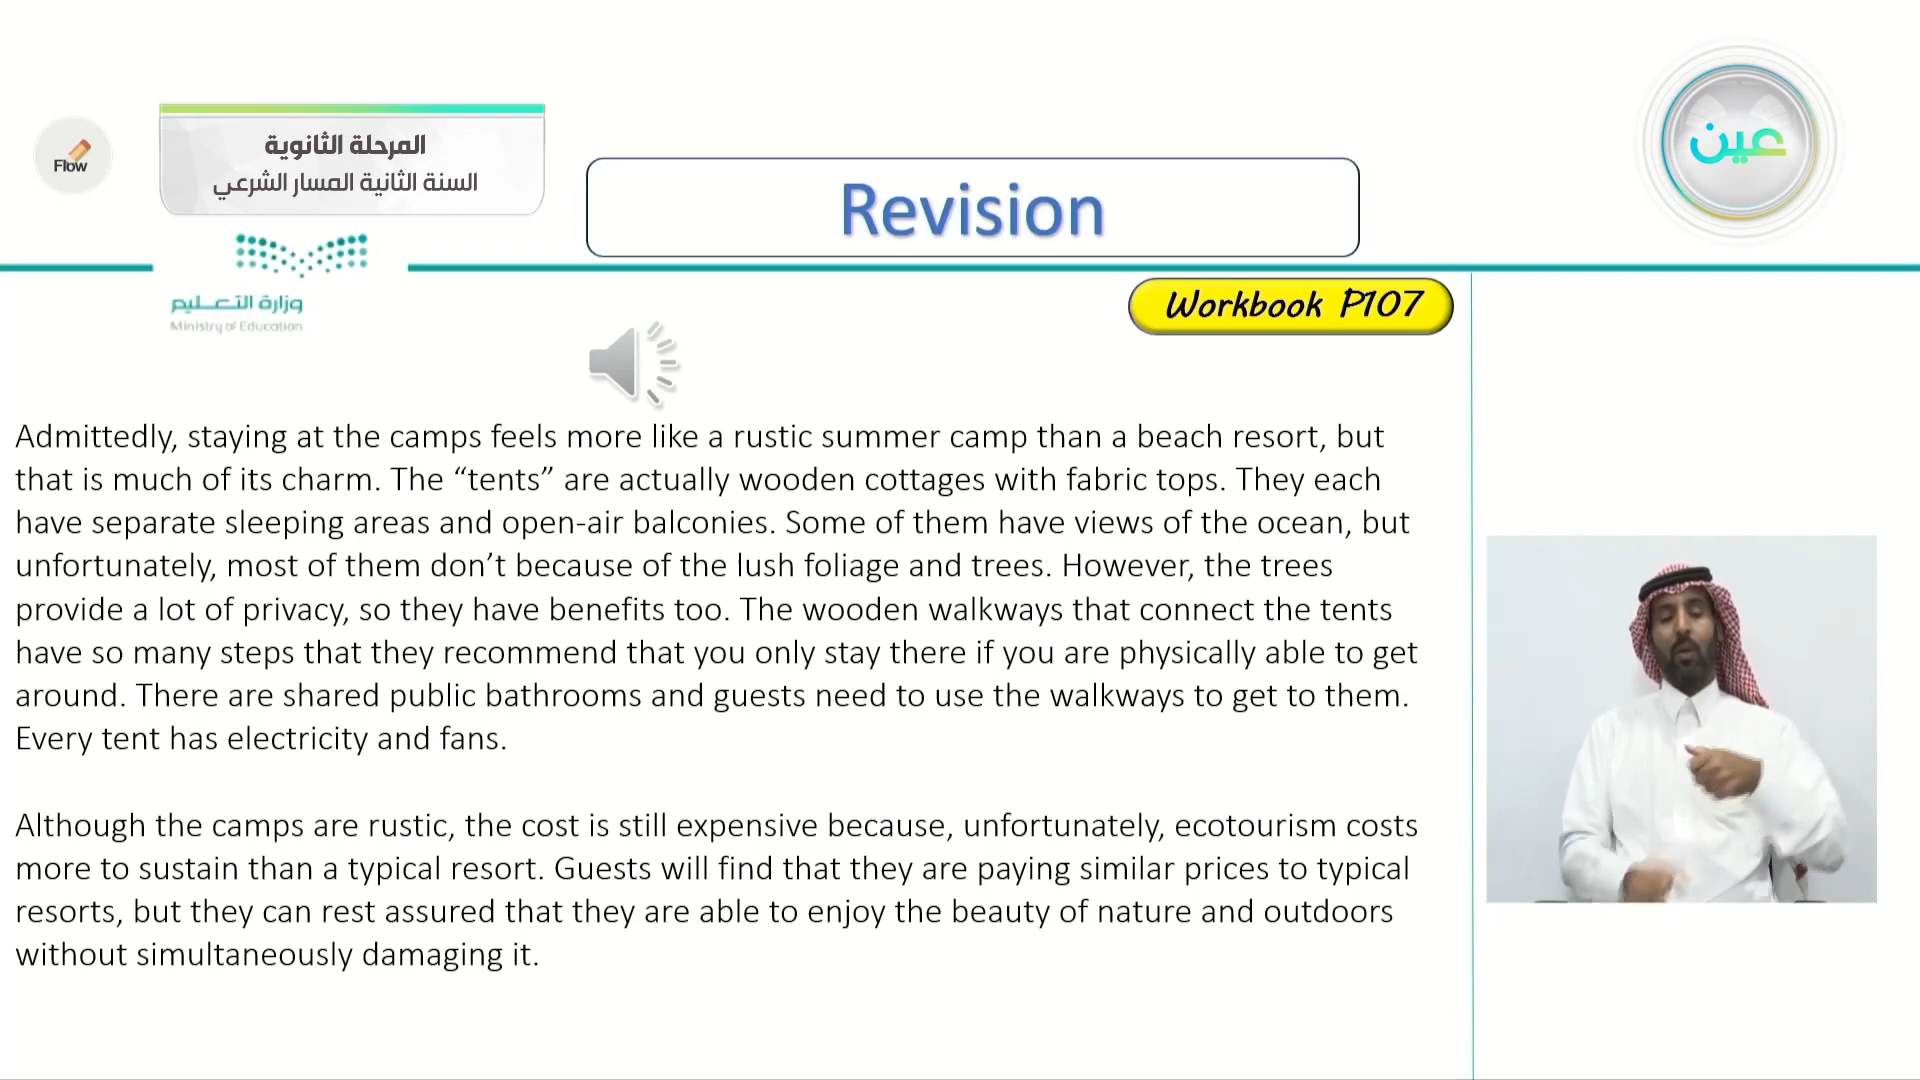 Flow
المرحلة الثانوية
السنة الثانية المسار الشرعي
Revision
عين
وزارة التعليم
Ministry of Education
Workbook P107
Admittedly, staying at the camps feels more like a rustic summer camp than a beach resort, but
that is much of its charm. The “tents” are actually wooden cottages with fabric tops. They each
have separate sleeping areas and open-air balconies. Some of them have views of the ocean, but
unfortunately, most of them don’t because of the lush foliage and trees. However, the trees
provide a lot of privacy, so they have benefits too. The wooden walkways that connect the tents
have so many steps that they recommend that you only stay there if you are physically able to get
around. There are shared public bathrooms and guests need to use the walkways to get to them.
Every tent has electricity and fans.
Although the camps are rustic, the cost is still expensive because, unfortunately, ecotourism costs
more to sustain than a typical resort. Guests will find that they are paying similar prices to typical
resorts, but they can rest assured that they are able to enjoy the beauty of nature and outdoors
without simultaneously damaging it.